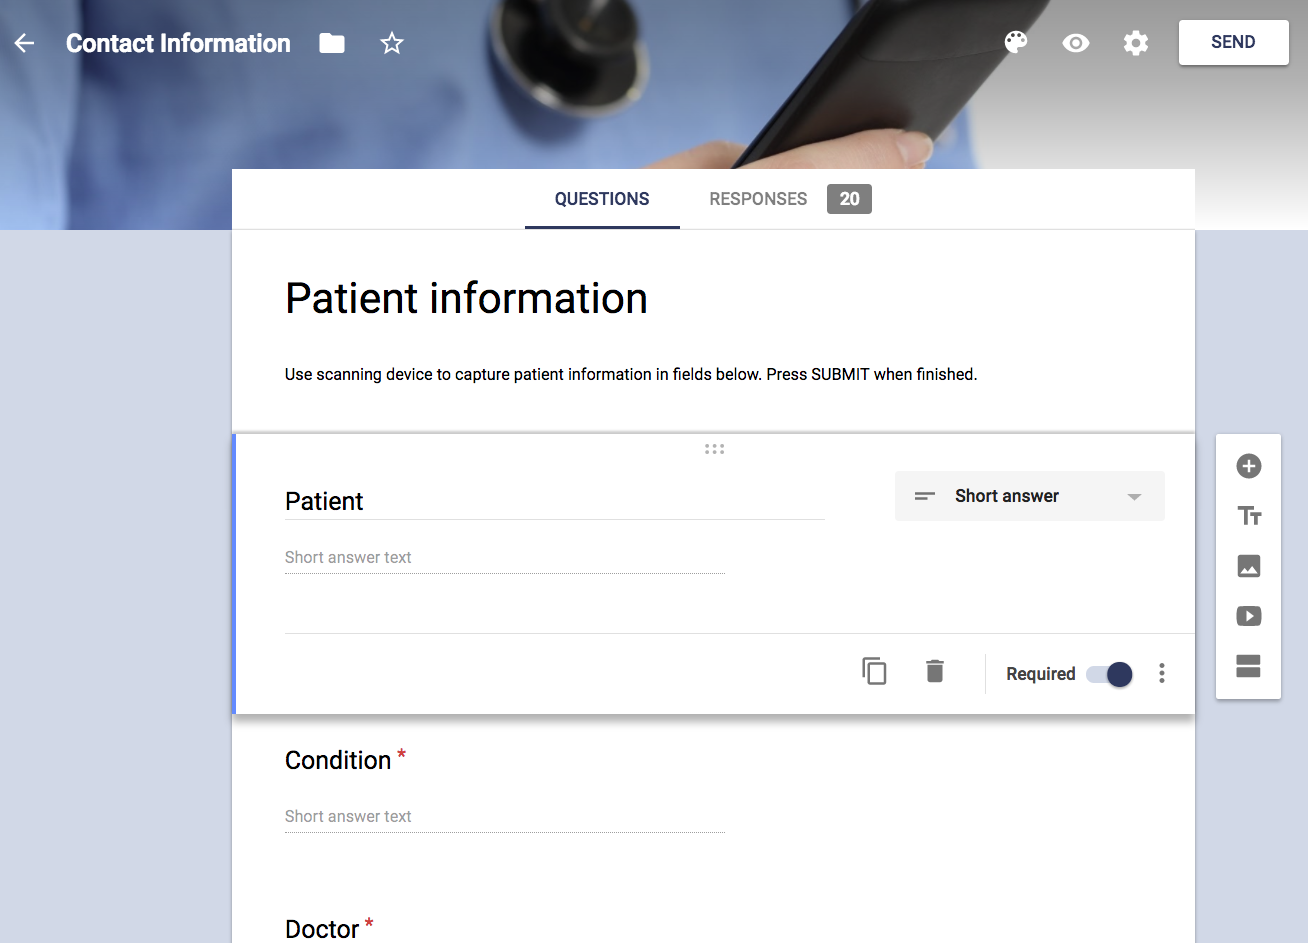 Contact Information
SEND
QUESTIONS
RESPONSES 20
Patient information
Use scanning device to capture patient information in fields below. Press SUBMIT when finished.
Patient
Short answer
Short answer text
Required
Condition *
Short answer text
Doctor *